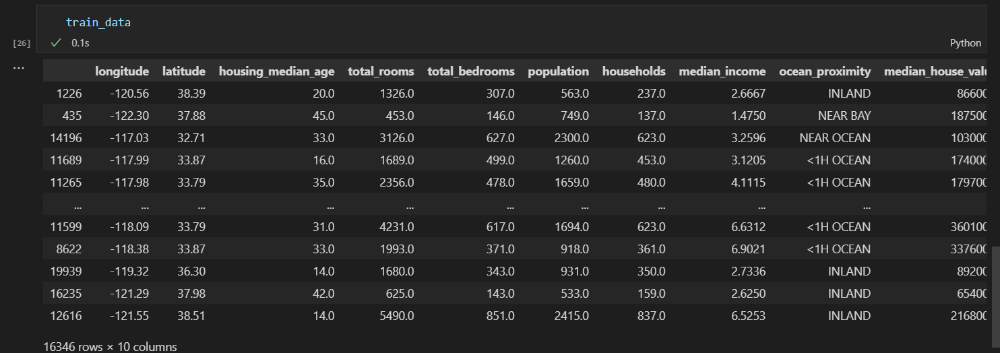 train_data
[26] ✓ 0.1s Python
...
longitude latitude housing_median_age total_rooms total_bedrooms population households median_income ocean_proximity median_house_valu
1226 -120.56 38.39 20.0 1326.0 307.0 563.0 237.0 2.6667 INLAND 86600
435 -122.30 37.88 45.0 453.0 146.0 749.0 137.0 1.4750 NEAR BAY 187500
14196 -117.03 32.71 33.0 3126.0 627.0 2300.0 623.0 3.2596 NEAR OCEAN 103000
11689 -117.99 33.87 16.0 1689.0 499.0 1260.0 453.0 3.1205 <1H OCEAN 174000
11265 -117.98 33.79 35.0 2356.0 478.0 1659.0 480.0 4.1115 <1H OCEAN 179700
... ... ... ... ... ... ... ... ... ...
11599 -118.09 33.79 31.0 4231.0 617.0 1694.0 623.0 6.6312 <1H OCEAN 360100
8622 -118.38 33.87 33.0 1993.0 371.0 918.0 361.0 6.9021 <1H OCEAN 337600
19939 -119.32 36.30 14.0 1680.0 343.0 931.0 350.0 2.7336 INLAND 89200
16235 -121.29 37.98 42.0 625.0 143.0 533.0 159.0 2.6250 INLAND 65400
12616 -121.55 38.51 14.0 5490.0 851.0 2415.0 837.0 6.5253 INLAND 216800
16346 rows × 10 columns